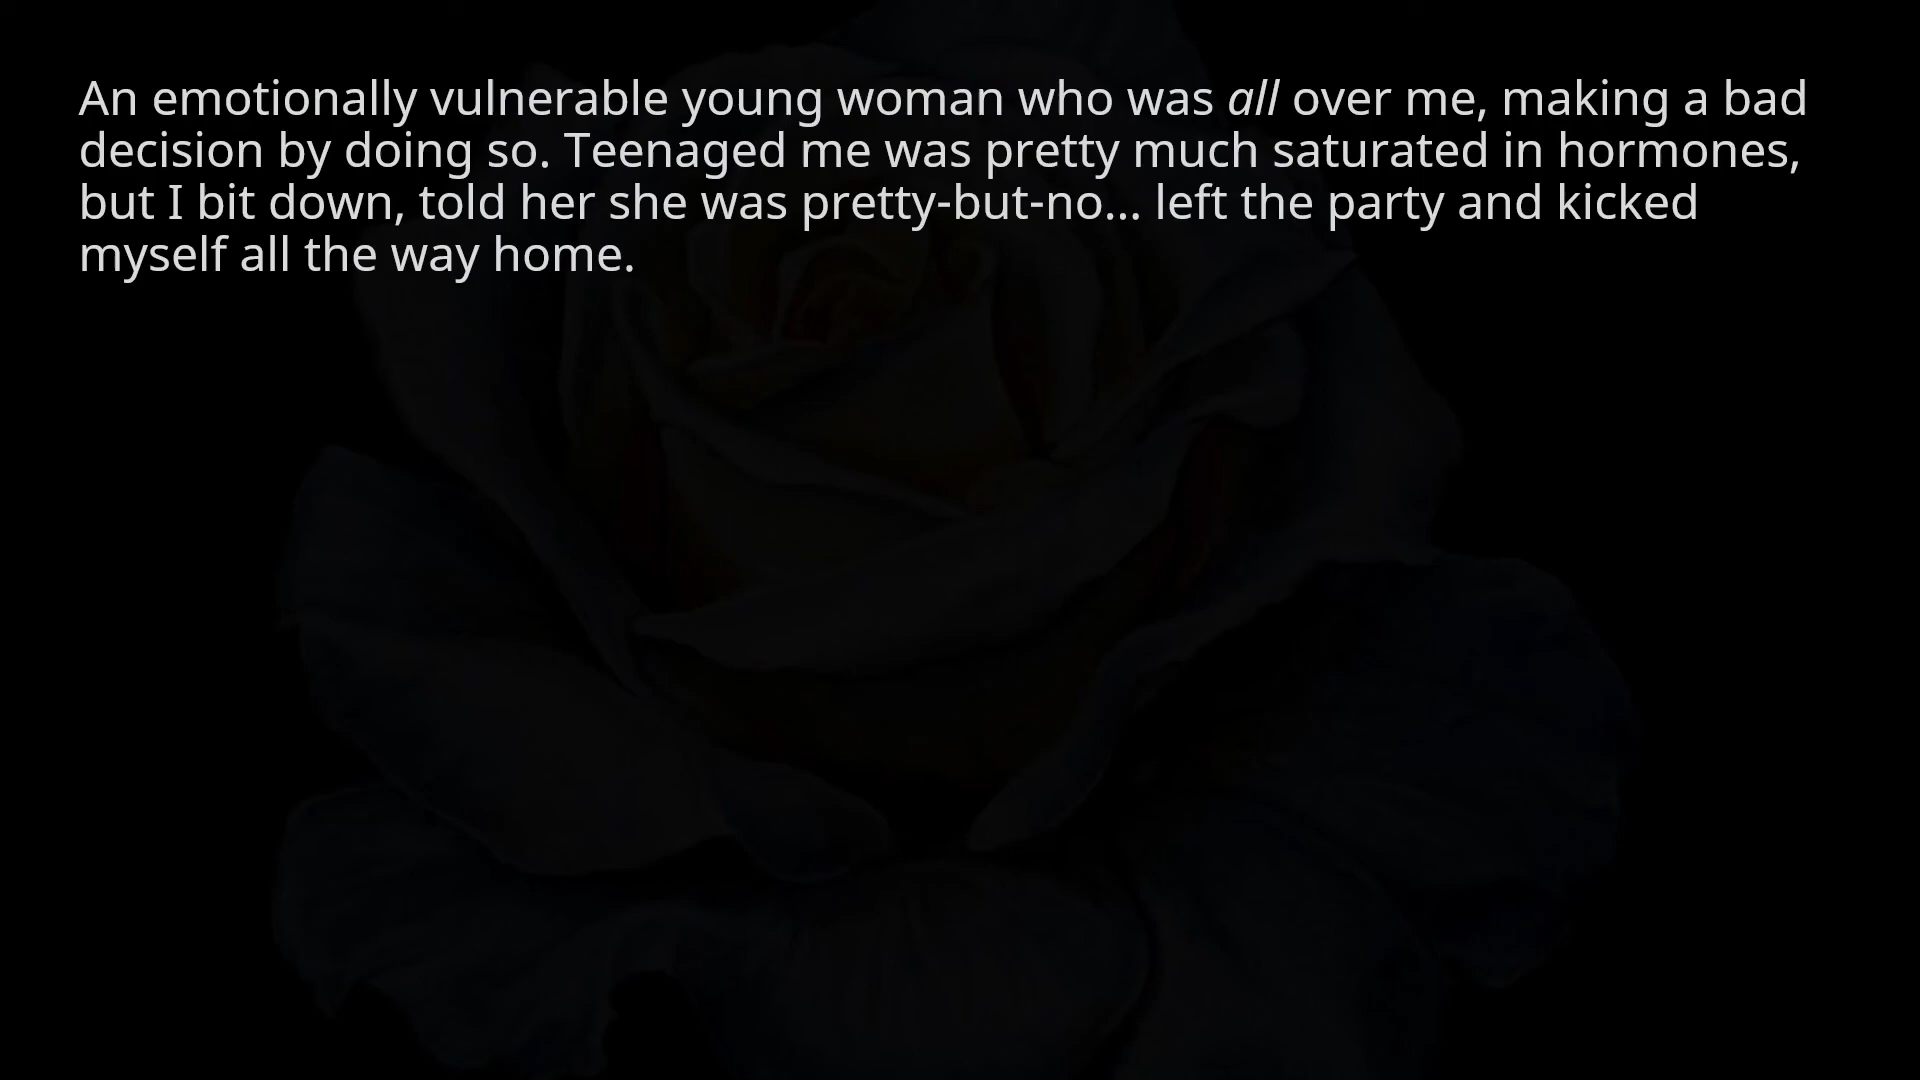 An emotionally vulnerable young woman who was all over me, making a bad
decision by doing so. Teenaged me was pretty much saturated in hormones,
but I bit down, told her she was pretty-but-no... left the party and kicked
myself all the way home.